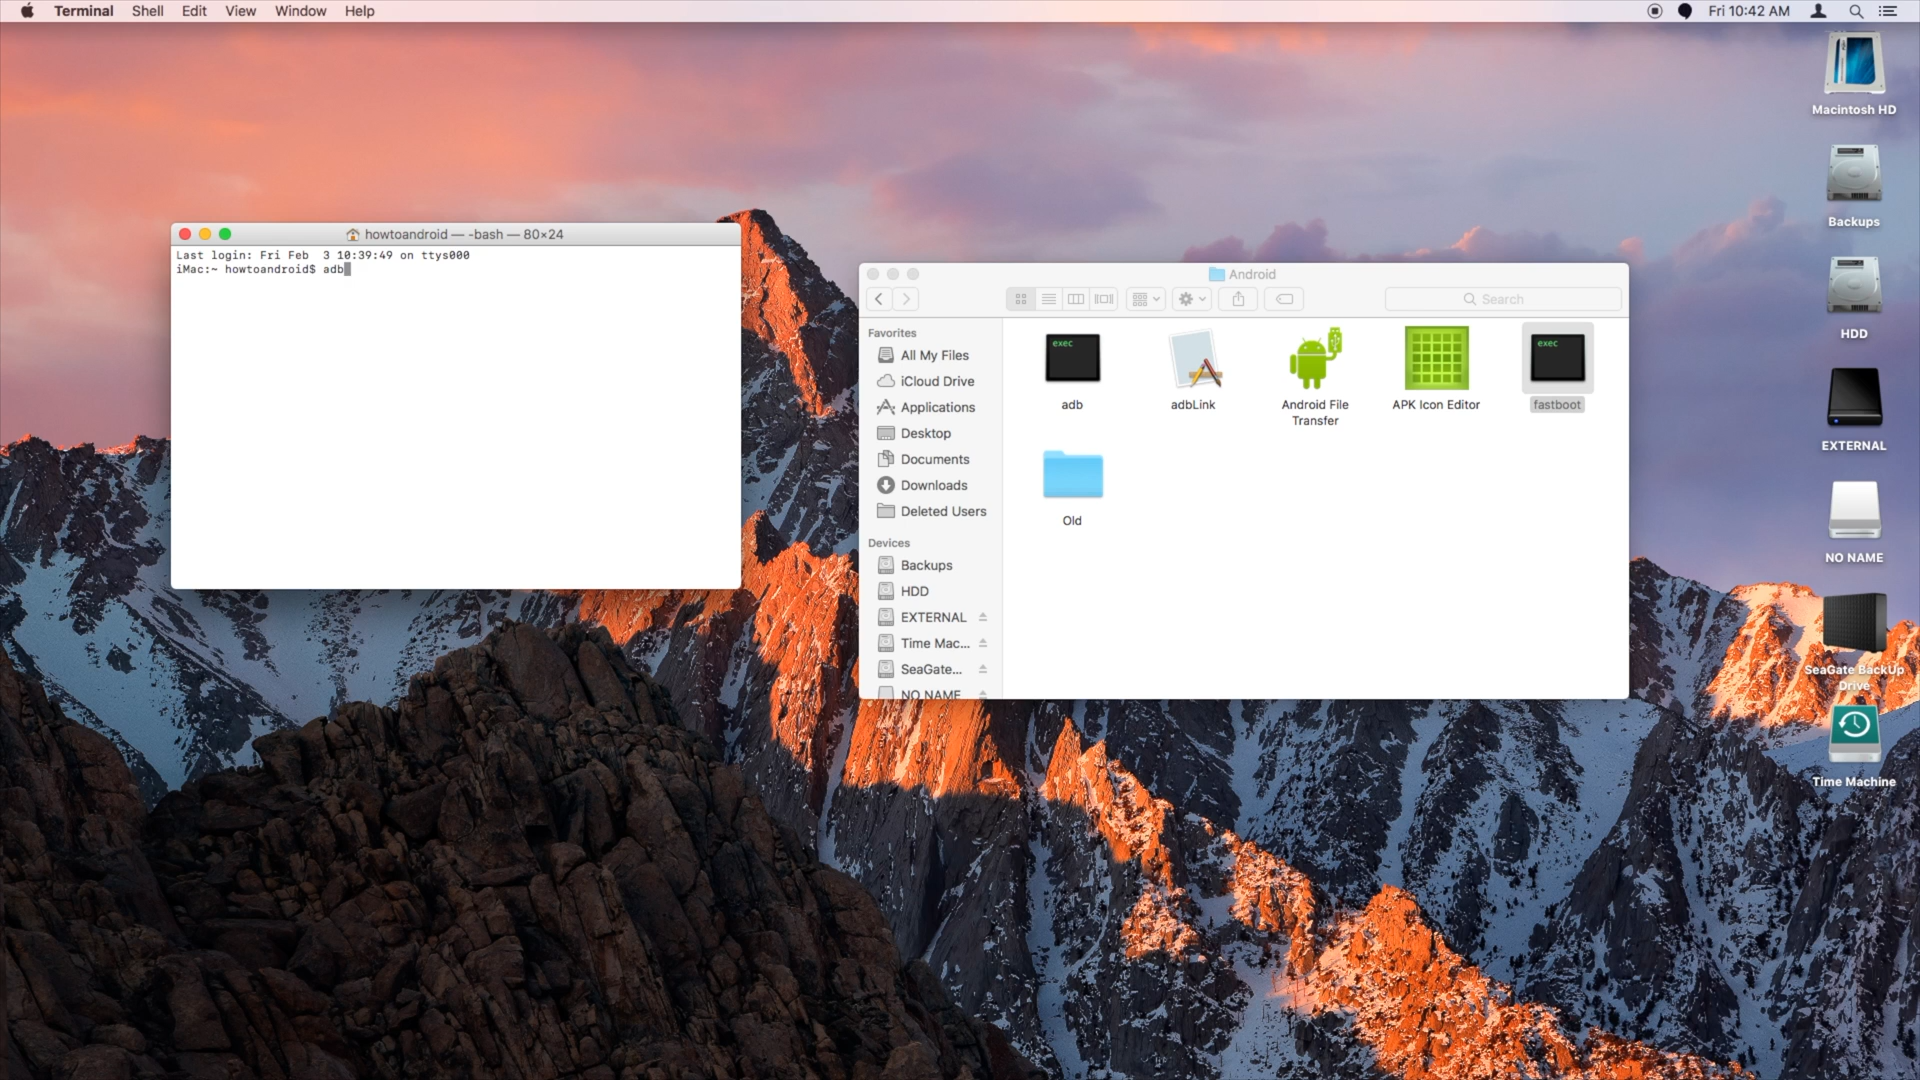 Terminal Shell Edit View Window Help
Fri 10:42 AM
howtoandroid — -bash — 80×24
Last login: Fri Feb  3 10:39:49 on ttys000
iMac:~ howtoandroid$ adb
Android
Search
Favorites
All My Files
iCloud Drive
Applications
Desktop
Documents
Downloads
Deleted Users
Devices
Backups
HDD
EXTERNAL
Time Mac...
SeaGate...
NO NAME
exec
adb
adbLink
Android File
Transfer
APK Icon Editor
exec
fastboot
Old
Macintosh HD
Backups
HDD
EXTERNAL
NO NAME
SeaGate BackUp
Drive
Time Machine